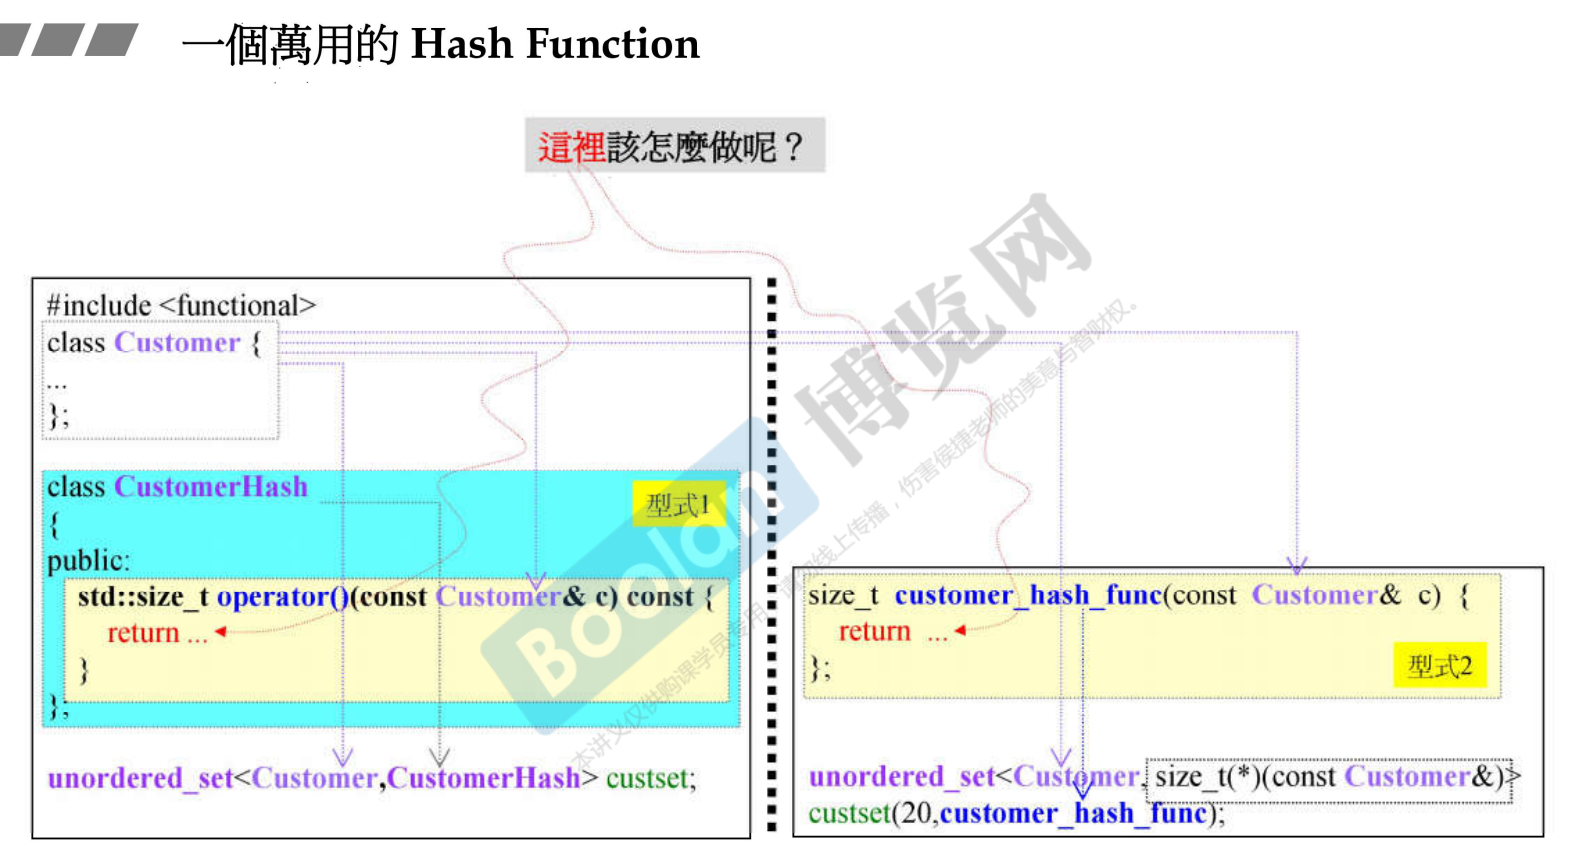 一個萬用的 Hash Function
這裡該怎麼做呢？
#include <functional>
class Customer {
...
};
class CustomerHash
{
public:
std::size_t operator()(const Customer& c) const {
return ...
}
};
型式1
unordered_set<Customer,CustomerHash> custset;
size_t customer_hash_func(const Customer& c) {
return ...
};
型式2
unordered_set<Customer, size_t(*)(const Customer&)>
custset(20,customer_hash_func);
Boolan
博览网
本讲义仅供购课学员专用，请勿线上传播，伤害侯捷老师的美意与智财权。